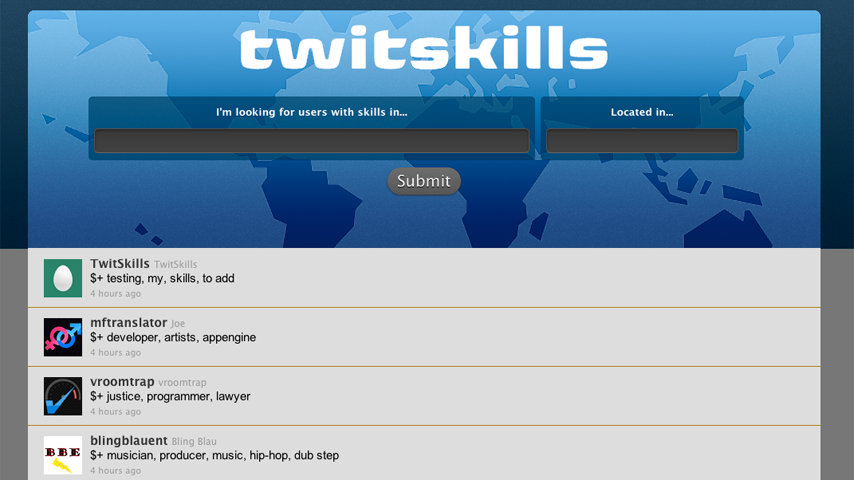 twitskills
I'm looking for users with skills in...
Located in...
Submit
TwitSkills TwitSkills
$+ testing, my, skills, to add
4 hours ago
mftranslator Joe
$+ developer, artists, appengine
4 hours ago
vroomtrap vroomtrap
$+ justice, programmer, lawyer
4 hours ago
BBE
blingblauent Bling Blau
$+ musician, producer, music, hip-hop, dub step
4 hours ago